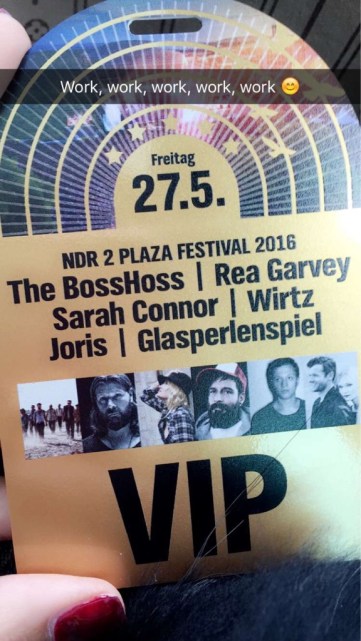 Work, work, work, work, work 😊
Freitag
27.5.
NDR 2 PLAZA FESTIVAL 2016
The BossHoss | Rea Garvey
Sarah Connor | Wirtz
Joris | Glasperlenspiel
VIP